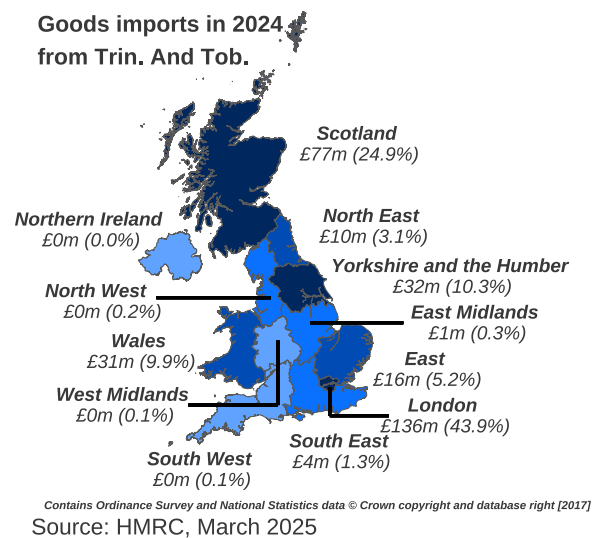 Goods imports in 2024
from Trin. And Tob.
Scotland
£77m (24.9%)
Northern Ireland
£0m (0.0%)
North East
£10m (3.1%)
Yorkshire and the Humber
£32m (10.3%)
North West
£0m (0.2%)
East Midlands
£1m (0.3%)
Wales
£31m (9.9%)
East
£16m (5.2%)
West Midlands
£0m (0.1%)
London
£136m (43.9%)
South East
£4m (1.3%)
South West
£0m (0.1%)
Contains Ordinance Survey and National Statistics data © Crown copyright and database right [2017]
Source: HMRC, March 2025